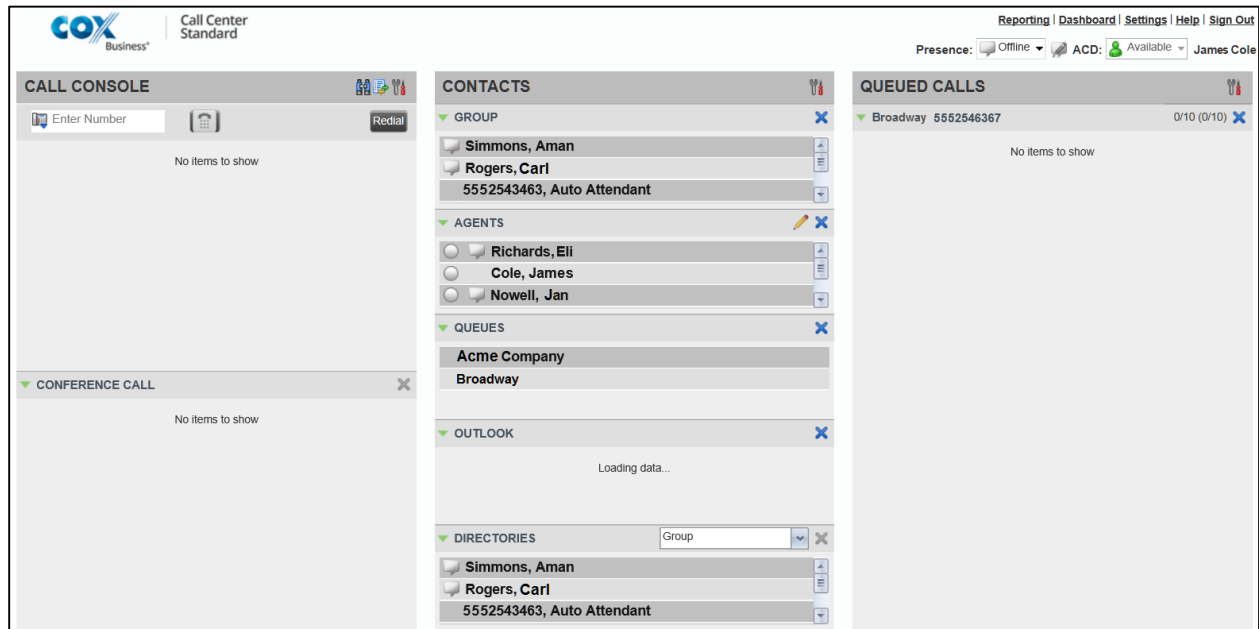 COX
Business®
Call Center
Standard
Reporting | Dashboard | Settings | Help | Sign Out
Presence: Offline ACD: Available James Cole
CALL CONSOLE
Enter Number Redial
No items to show
CONFERENCE CALL
No items to show
CONTACTS
GROUP
Simmons, Aman
Rogers, Carl
5552543463, Auto Attendant
AGENTS
Richards, Eli
Cole, James
Nowell, Jan
QUEUES
Acme Company
Broadway
OUTLOOK
Loading data...
DIRECTORIES Group
Simmons, Aman
Rogers, Carl
5552543463, Auto Attendant
QUEUED CALLS
Broadway 5552546367 0/10 (0/10)
No items to show